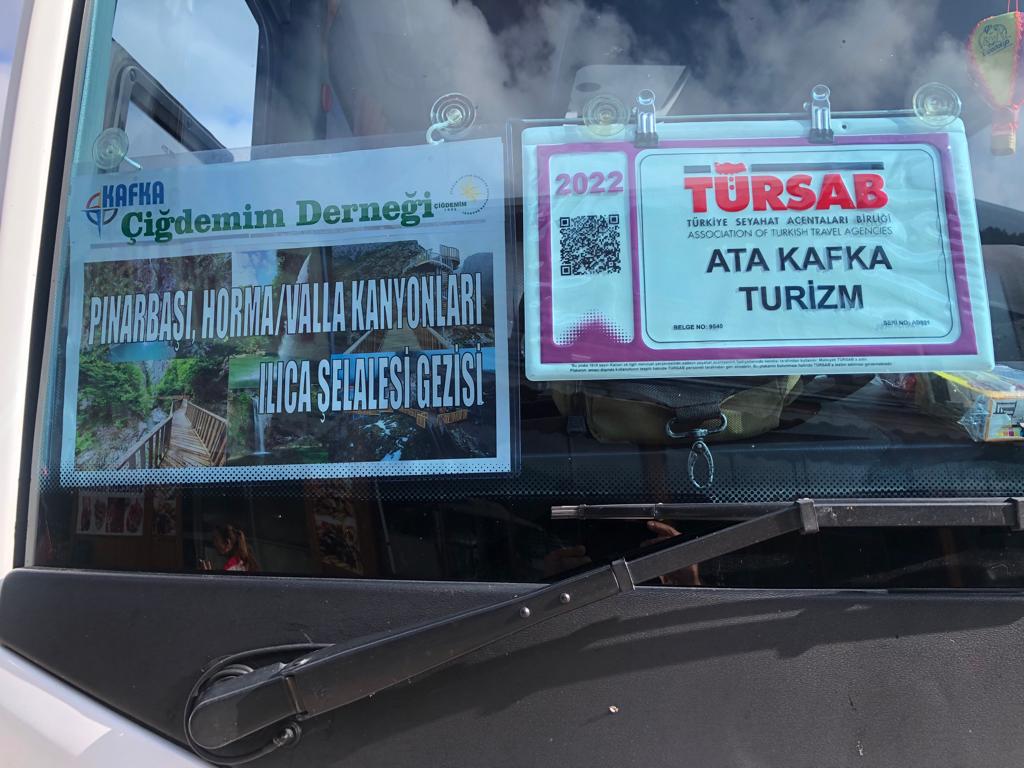 KAFKA
Çiğdemim Derneği
ÇİĞDEMİM
PINARBAŞI, HORMA/VALLA KANYONLARI
ILICA ŞELALESİ GEZİSİ
2022
TÜRSAB
TÜRKİYE SEYAHAT ACENTALARI BİRLİĞİ
ASSOCIATION OF TURKISH TRAVEL AGENCIES
ATA KAFKA
TURİZM
BELGE NO: 9540